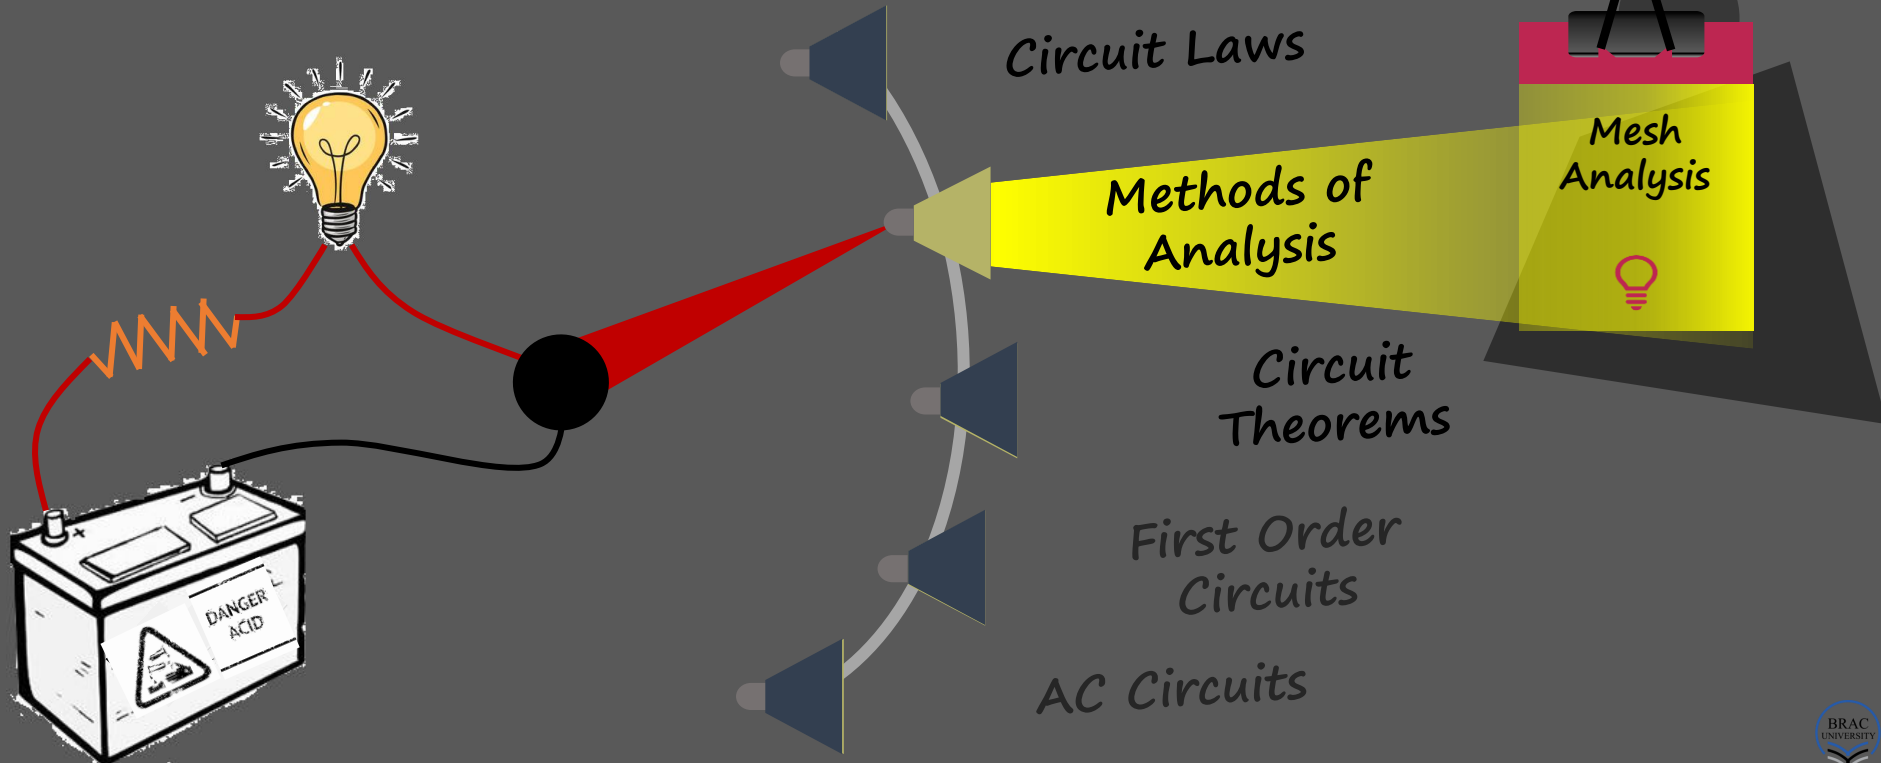 Circuit Laws
Methods of
Analysis
Mesh
Analysis
Circuit
Theorems
First Order
Circuits
AC Circuits
+
DANGER
ACID
BRAC
UNIVERSITY